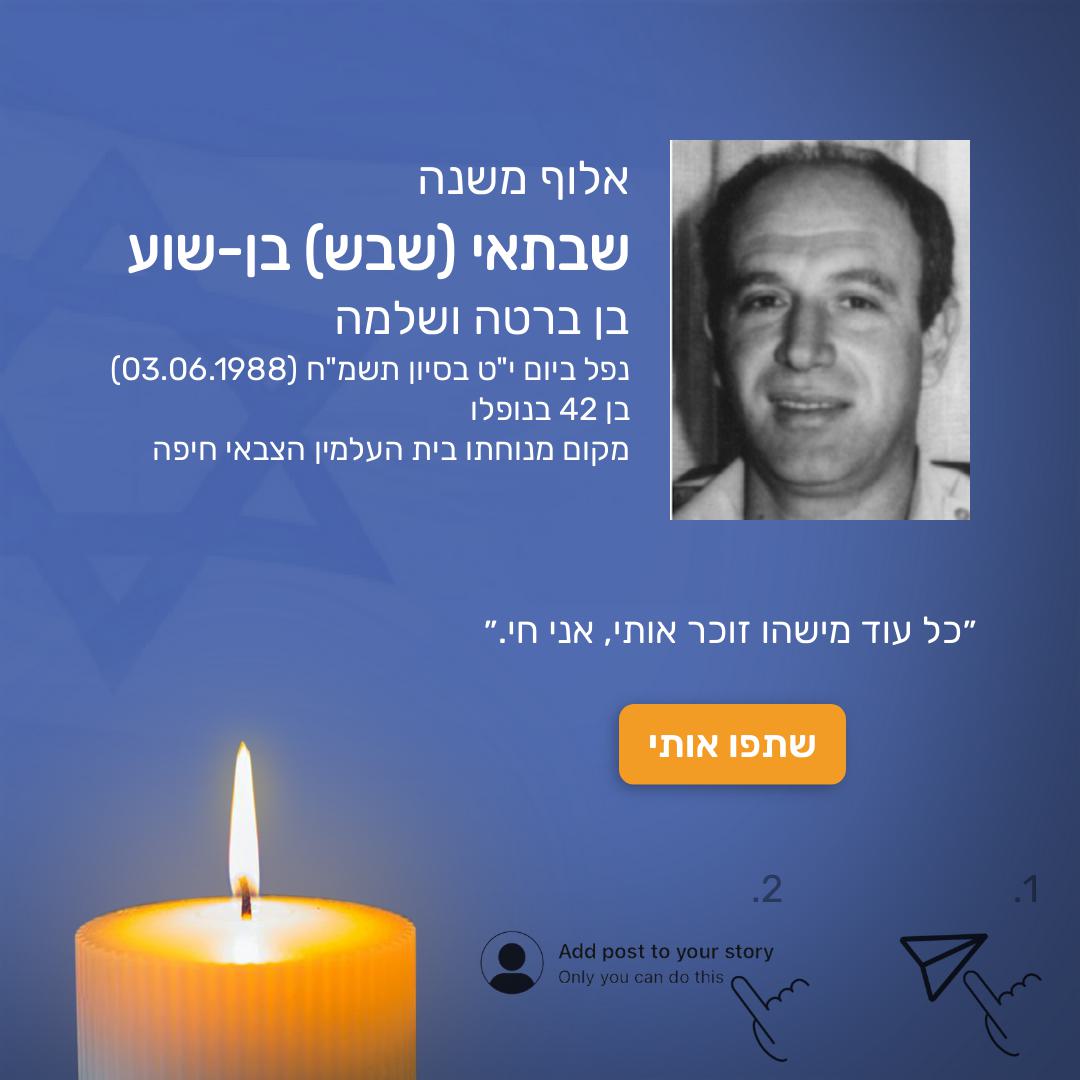 אלוף משנה
שבתאי (שבש) בן-שוע
בן ברטה ושלמה
נפל ביום י"ט בסיון תשמ"ח (03.06.1988)
בן 42 בנופלו
מקום מנוחתו בית העלמין הצבאי חיפה
״כל עוד מישהו זוכר אותי, אני חי.״
שתפו אותי
1.
2.
Add post to your story
Only you can do this